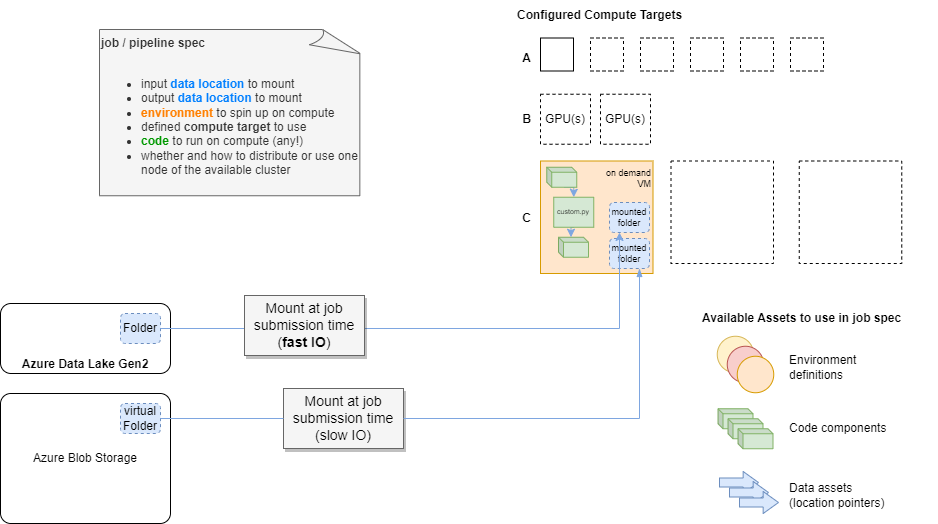 Configured Compute Targets
job / pipeline spec
input data location to mount
output data location to mount
environment to spin up on compute
defined compute target to use
code to run on compute (any!)
whether and how to distribute or use one
node of the available cluster
A
B
GPU(s)
GPU(s)
C
on demand
VM
custom.py
mounted
folder
mounted
folder
Folder
Azure Data Lake Gen2
Mount at job
submission time
(fast IO)
virtual
Folder
Azure Blob Storage
Mount at job
submission time
(slow IO)
Available Assets to use in job spec
Environment
definitions
Code components
Data assets
(location pointers)